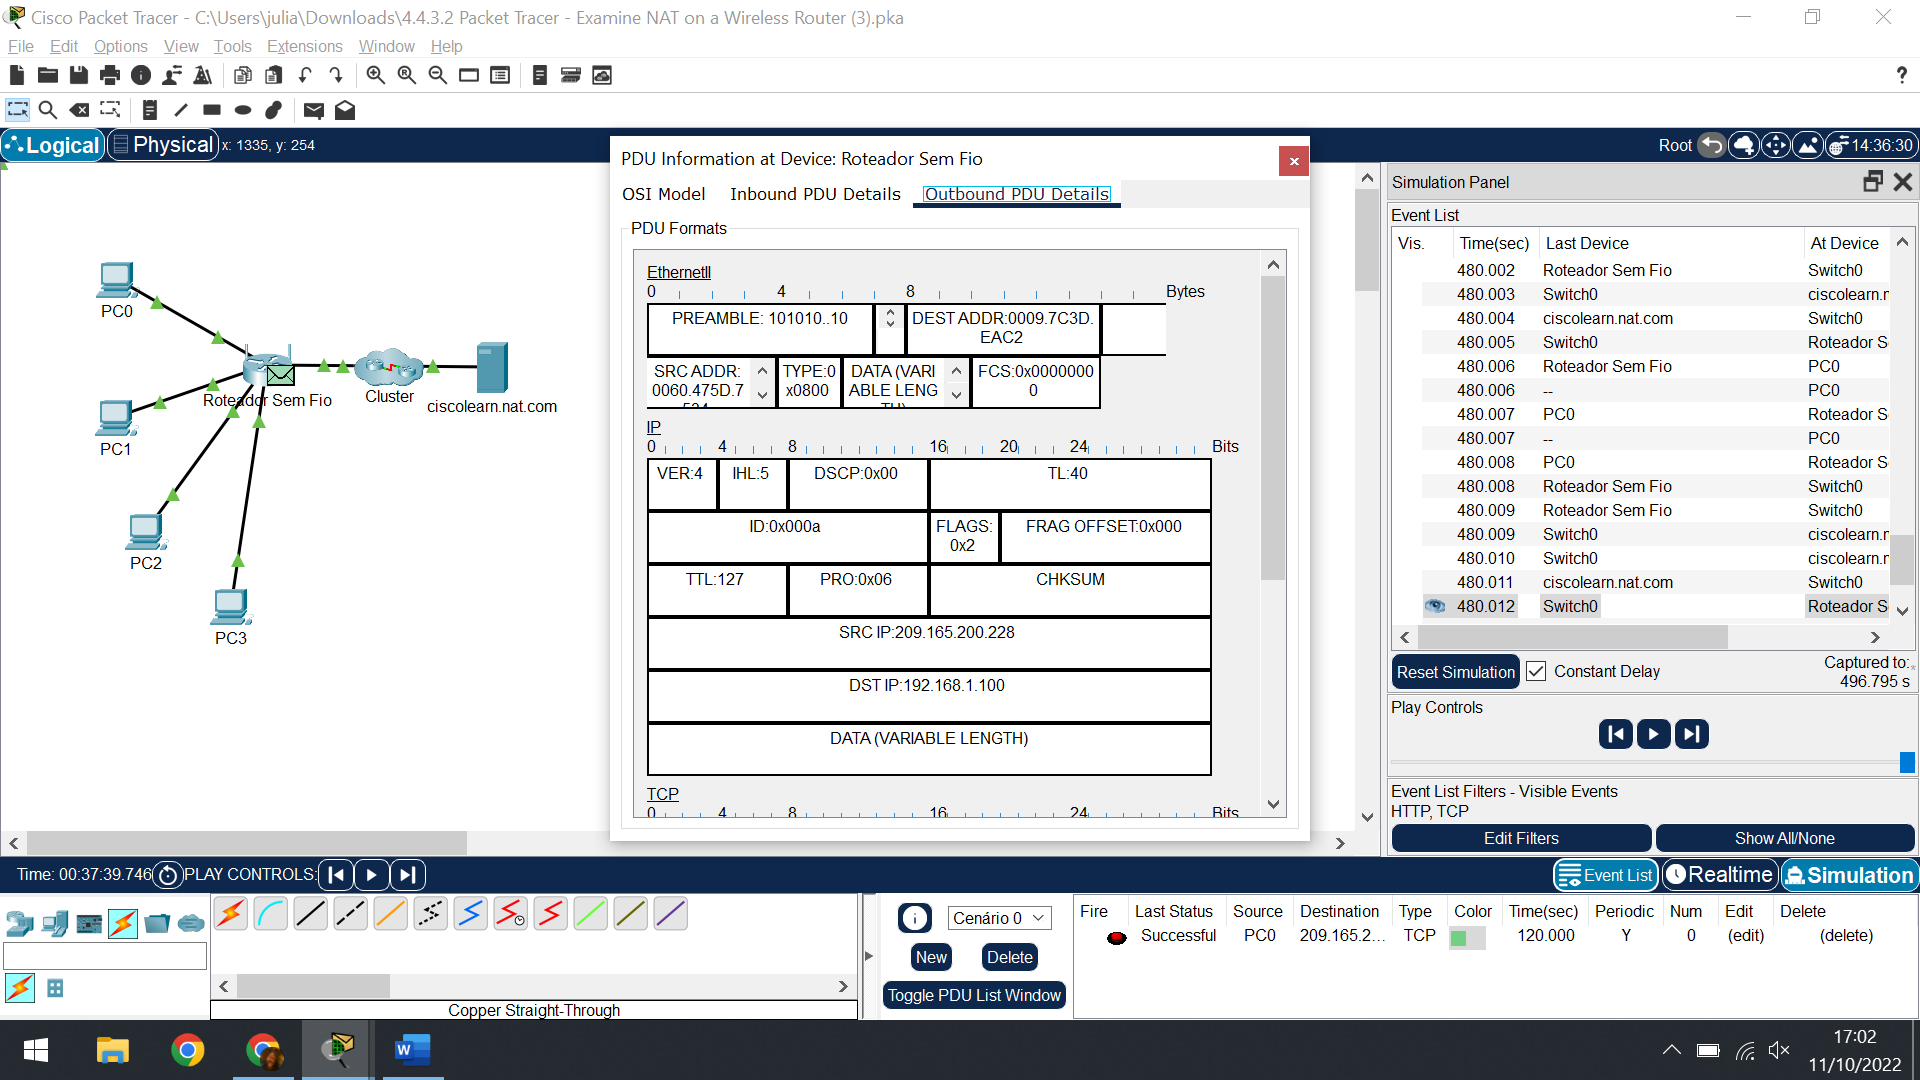 Cisco Packet Tracer - C:\Users\julia\Downloads\4.4.3.2 Packet Tracer - Examine NAT on a Wireless Router (3).pka
File Edit Options View Tools Extensions Window Help
Logical Physical x: 1335, y: 254
Root 14:36:30
PC0
PC1
PC2
PC3
Roteador Sem Fio
Cluster
ciscolearn.nat.com
PDU Information at Device: Roteador Sem Fio
OSI Model Inbound PDU Details Outbound PDU Details
PDU Formats
EthernetII
0 4 8 Bytes
PREAMBLE: 101010..10
DEST ADDR:0009.7C3D.
EAC2
SRC ADDR:
0060.475D.7
TYPE:0
x0800
DATA (VARI
ABLE LENG
TH)
FCS:0x0000000
0
IP
0 4 8 16 20 24 Bits
VER:4 IHL:5 DSCP:0x00 TL:40
ID:0x000a
FLAGS:
0x2
FRAG OFFSET:0x000
TTL:127 PRO:0x06 CHKSUM
SRC IP:209.165.200.228
DST IP:192.168.1.100
DATA (VARIABLE LENGTH)
TCP
0 4 8 16 24 Bits
Simulation Panel
Event List
Vis. Time(sec) Last Device At Device
480.002 Roteador Sem Fio Switch0
480.003 Switch0 ciscolearn.n
480.004 ciscolearn.nat.com Switch0
480.005 Switch0 Roteador S
480.006 Roteador Sem Fio PC0
480.006 -- PC0
480.007 PC0 Roteador S
480.007 -- PC0
480.008 PC0 Roteador S
480.008 Roteador Sem Fio Switch0
480.009 Roteador Sem Fio Switch0
480.009 Switch0 ciscolearn.n
480.010 Switch0 ciscolearn.n
480.011 ciscolearn.nat.com Switch0
480.012 Switch0 Roteador S
Reset Simulation Constant Delay
Captured to:
496.795 s
Play Controls
Event List Filters - Visible Events
HTTP, TCP
Edit Filters Show All/None
Time: 00:37:39.746 PLAY CONTROLS:
Event List Realtime Simulation
Cenário 0
New Delete
Toggle PDU List Window
Copper Straight-Through
Fire Last Status Source Destination Type Color Time(sec) Periodic Num Edit Delete
Successful PC0 209.165.2... TCP 120.000 Y 0 (edit) (delete)
17:02
11/10/2022